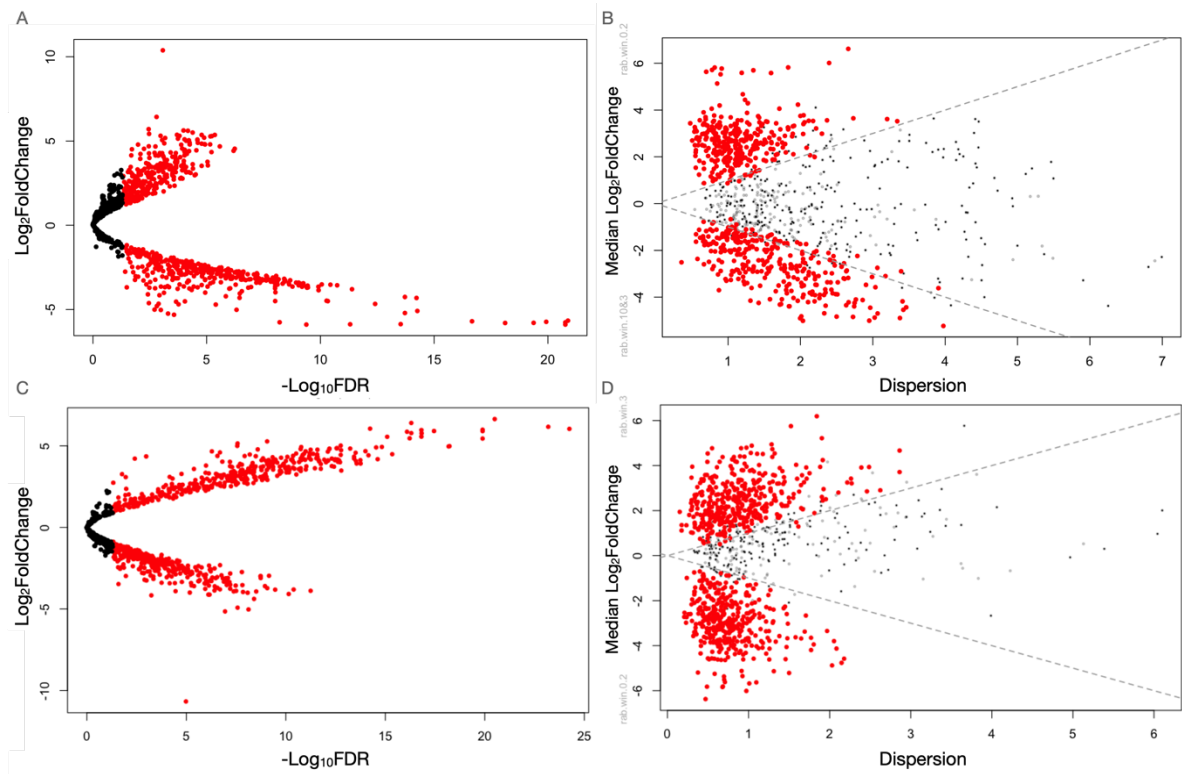 A
10
5
0
-5
Log₂FoldChange
0
5
10
15
20
-Log₁₀FDR
B
rab.win.0.2
rab.win.10&3
6
4
2
0
-2
-4
Median Log₂FoldChange
1
2
3
4
5
6
7
Dispersion
C
5
0
-5
-10
Log₂FoldChange
0
5
10
15
20
25
-Log₁₀FDR
D
rab.win.3
rab.win.0.2
6
4
2
0
-2
-4
-6
Median Log₂FoldChange
0
1
2
3
4
5
6
Dispersion